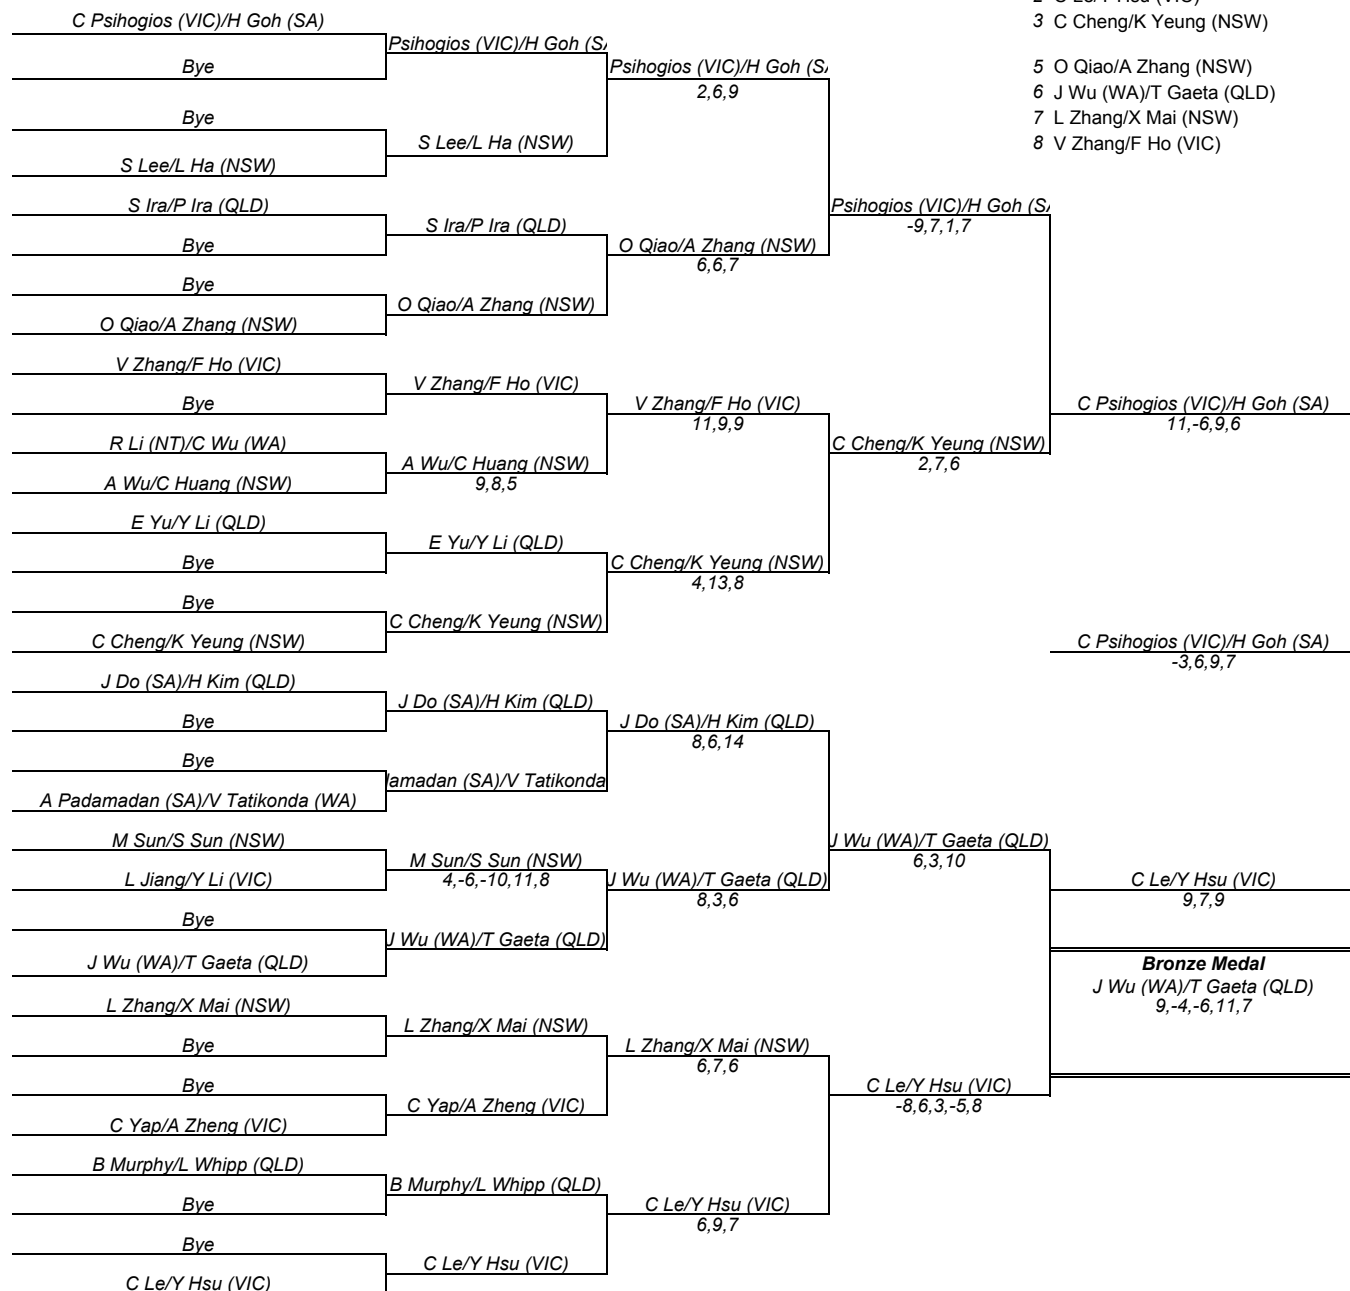 C Psihogios (VIC)/H Goh (SA)
Bye
Bye
S Lee/L Ha (NSW)
S Ira/P Ira (QLD)
Bye
Bye
O Qiao/A Zhang (NSW)
V Zhang/F Ho (VIC)
Bye
R Li (NT)/C Wu (WA)
A Wu/C Huang (NSW)
E Yu/Y Li (QLD)
Bye
Bye
C Cheng/K Yeung (NSW)
J Do (SA)/H Kim (QLD)
Bye
Bye
A Padamadan (SA)/V Tatikonda (WA)
M Sun/S Sun (NSW)
L Jiang/Y Li (VIC)
Bye
J Wu (WA)/T Gaeta (QLD)
L Zhang/X Mai (NSW)
Bye
Bye
C Yap/A Zheng (VIC)
B Murphy/L Whipp (QLD)
Bye
Bye
C Le/Y Hsu (VIC)
Psihogios (VIC)/H Goh (SA
S Lee/L Ha (NSW)
S Ira/P Ira (QLD)
O Qiao/A Zhang (NSW)
V Zhang/F Ho (VIC)
A Wu/C Huang (NSW)
9,8,5
E Yu/Y Li (QLD)
C Cheng/K Yeung (NSW)
J Do (SA)/H Kim (QLD)
amadan (SA)/V Tatikonda
M Sun/S Sun (NSW)
4,-6,-10,11,8
J Wu (WA)/T Gaeta (QLD)
L Zhang/X Mai (NSW)
C Yap/A Zheng (VIC)
B Murphy/L Whipp (QLD)
C Le/Y Hsu (VIC)
Psihogios (VIC)/H Goh (SA
2,6,9
O Qiao/A Zhang (NSW)
6,6,7
V Zhang/F Ho (VIC)
11,9,9
C Cheng/K Yeung (NSW)
4,13,8
J Do (SA)/H Kim (QLD)
8,6,14
J Wu (WA)/T Gaeta (QLD)
8,3,6
L Zhang/X Mai (NSW)
6,7,6
C Le/Y Hsu (VIC)
6,9,7
Psihogios (VIC)/H Goh (SA
-9,7,1,7
C Cheng/K Yeung (NSW)
2,7,6
J Wu (WA)/T Gaeta (QLD)
6,3,10
C Le/Y Hsu (VIC)
-8,6,3,-5,8
3 C Cheng/K Yeung (NSW)
5 O Qiao/A Zhang (NSW)
6 J Wu (WA)/T Gaeta (QLD)
7 L Zhang/X Mai (NSW)
8 V Zhang/F Ho (VIC)
C Psihogios (VIC)/H Goh (SA)
11,-6,9,6
C Psihogios (VIC)/H Goh (SA)
-3,6,9,7
C Le/Y Hsu (VIC)
9,7,9
Bronze Medal
J Wu (WA)/T Gaeta (QLD)
9,-4,-6,11,7